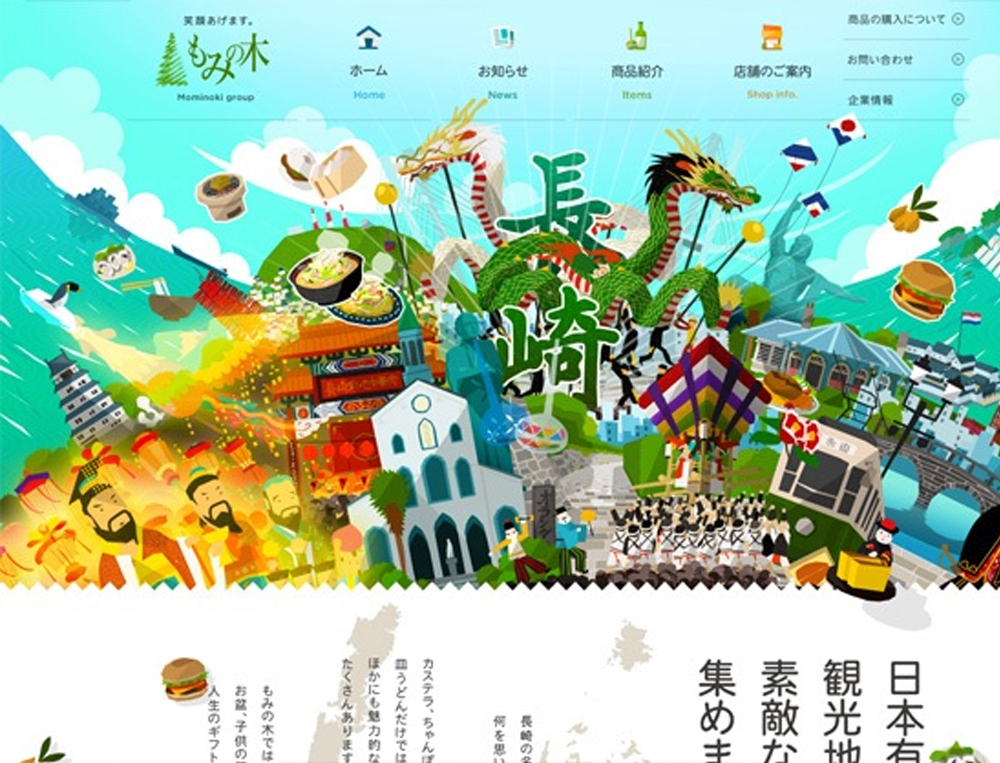 笑顔あげます。
もみの木
Mominoki group
ホーム
Home
お知らせ
News
商品紹介
Items
店舗のご案内
Shop info.
商品の購入について
お問い合わせ
企業情報
長
崎
日本有
観光地
素敵な
集めま
長崎の名
何を思い
カステラ、ちゃんぽ
皿うどんだけでは
ほかにも魅力的な
たくさんあります
もみの木では
お盆、子供の
人生のギフト